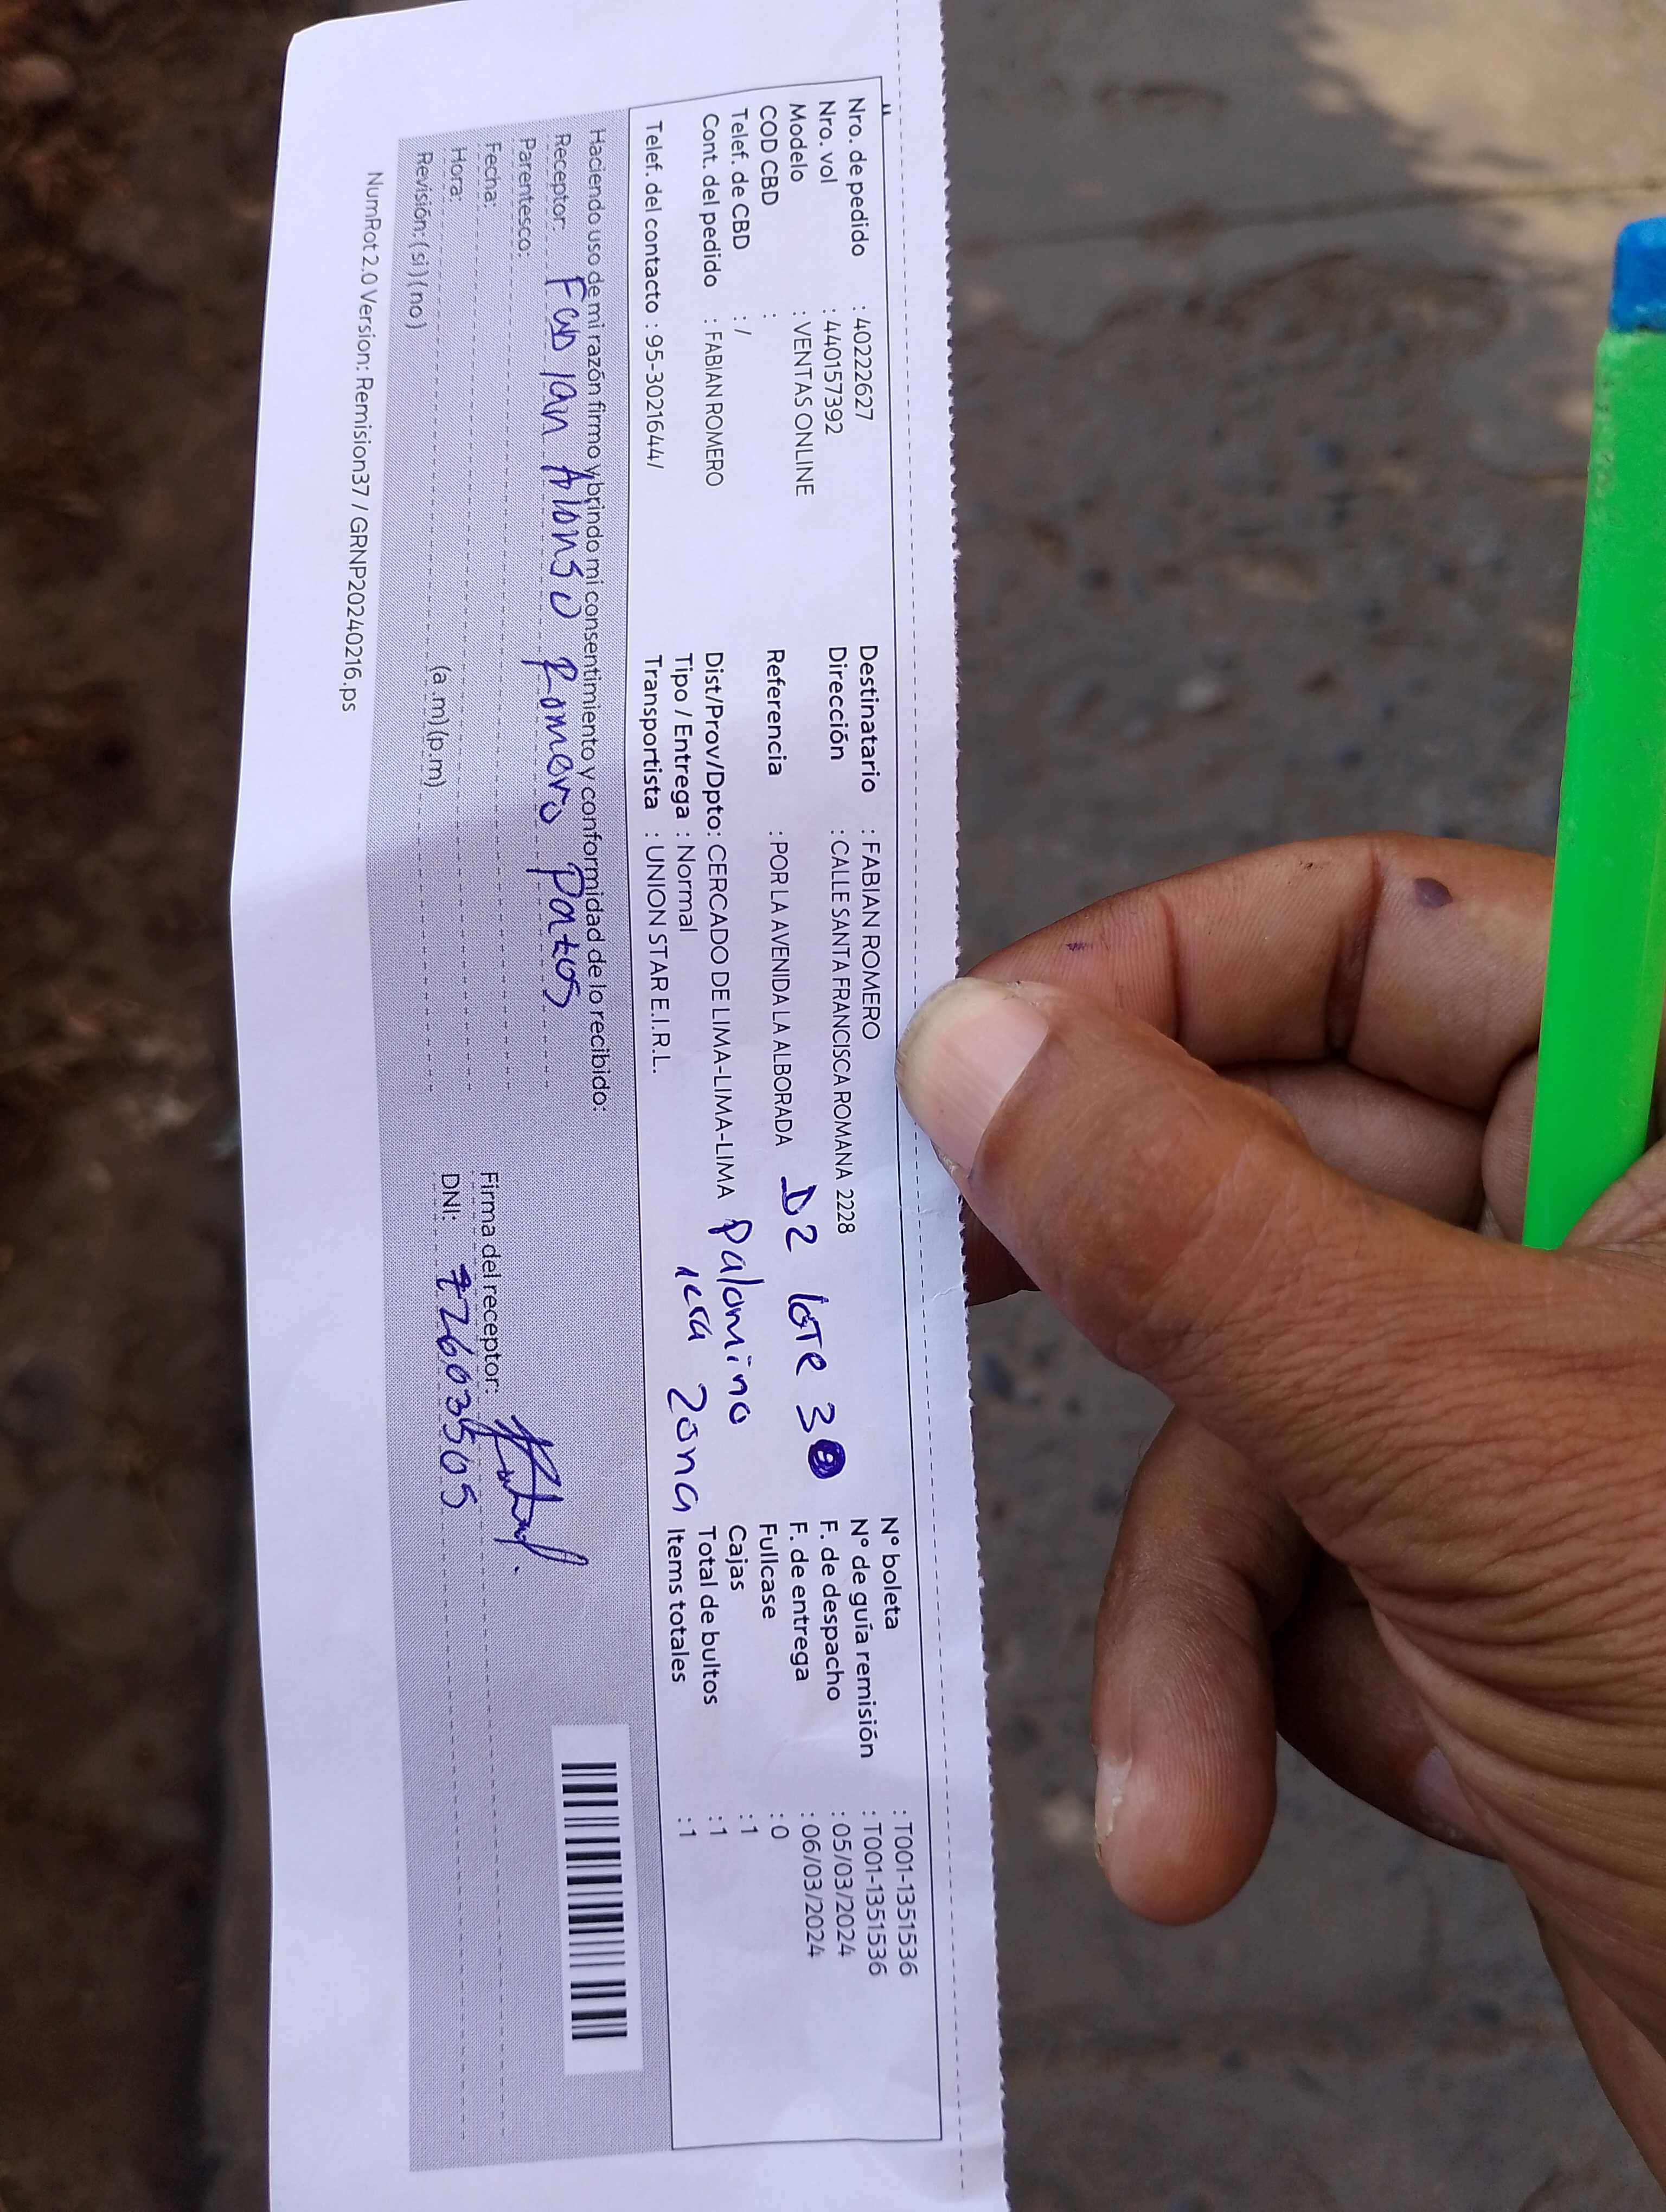 Nro. de pedido : 40222627
Nro. vol : 440157392
Modelo : VENTAS ONLINE
COD CBD :
Telef. de CBD : /
Cont. del pedido : FABIAN ROMERO
Telef. del contacto : 95-3021644/
Destinatario : FABIAN ROMERO
Dirección : CALLE SANTA FRANCISCA ROMANA 2228
Referencia : POR LA AVENIDA LA ALBORADA
D2 lote 3
Dist/Prov/Dpto: CERCADO DE LIMA-LIMA-LIMA
Palomino
Tipo / Entrega : Normal
1era zona
Transportista : UNION STAR E.I.R.L.
N° boleta : T001-1351536
N° de guía remisión : T001-1351536
F. de despacho : 05/03/2024
F. de entrega : 06/03/2024
Fullcase : 0
Cajas : 1
Total de bultos : 1
Items totales : 1
Haciendo uso de mi razón firmo y brindo mi consentimiento y conformidad de lo recibido:
Receptor: Alonso Romero
Parentesco:
Fecha:
Hora: (a.m) (p.m)
Revisión: (si) (no)
Firma del receptor:
DNI:
NumRot 2.0 Version: Remision37 / GRNP20240216.ps